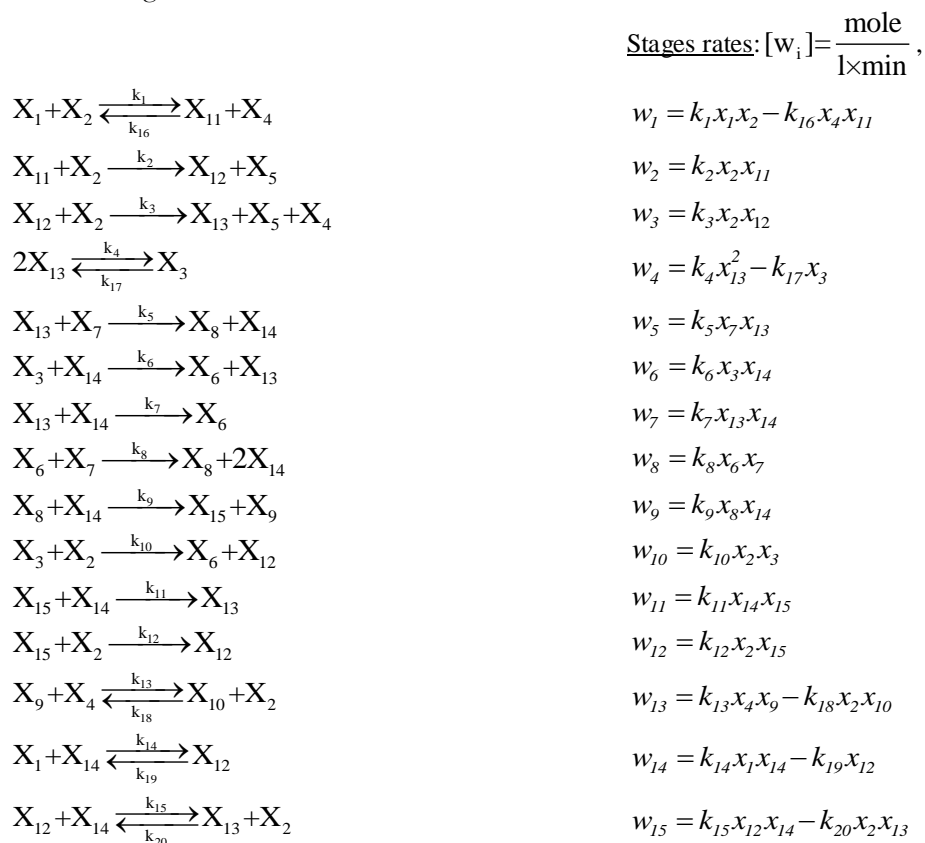 Stages rates: [w_i]= mole / l×min ,
X₁+X₂ ⇄ (k₁, k₁₆) X₁₁+X₄ w₁ = k₁x₁x₂ − k₁₆x₄x₁₁
X₁₁+X₂ →(k₂) X₁₂+X₅ w₂ = k₂x₂x₁₁
X₁₂+X₂ →(k₃) X₁₃+X₅+X₄ w₃ = k₃x₂x₁₂
2X₁₃ ⇄ (k₄, k₁₇) X₃ w₄ = k₄x₁₃² − k₁₇x₃
X₁₃+X₇ →(k₅) X₈+X₁₄ w₅ = k₅x₇x₁₃
X₃+X₁₄ →(k₆) X₆+X₁₃ w₆ = k₆x₃x₁₄
X₁₃+X₁₄ →(k₇) X₆ w₇ = k₇x₁₃x₁₄
X₆+X₇ →(k₈) X₈+2X₁₄ w₈ = k₈x₆x₇
X₈+X₁₄ →(k₉) X₁₅+X₉ w₉ = k₉x₈x₁₄
X₃+X₂ →(k₁₀) X₆+X₁₂ w₁₀ = k₁₀x₂x₃
X₁₅+X₁₄ →(k₁₁) X₁₃ w₁₁ = k₁₁x₁₄x₁₅
X₁₅+X₂ →(k₁₂) X₁₂ w₁₂ = k₁₂x₂x₁₅
X₉+X₄ ⇄ (k₁₃, k₁₈) X₁₀+X₂ w₁₃ = k₁₃x₄x₉ − k₁₈x₂x₁₀
X₁+X₁₄ ⇄ (k₁₄, k₁₉) X₁₂ w₁₄ = k₁₄x₁x₁₄ − k₁₉x₁₂
X₁₂+X₁₄ ⇄ (k₁₅, k₂₀) X₁₃+X₂ w₁₅ = k₁₅x₁₂x₁₄ − k₂₀x₂x₁₃